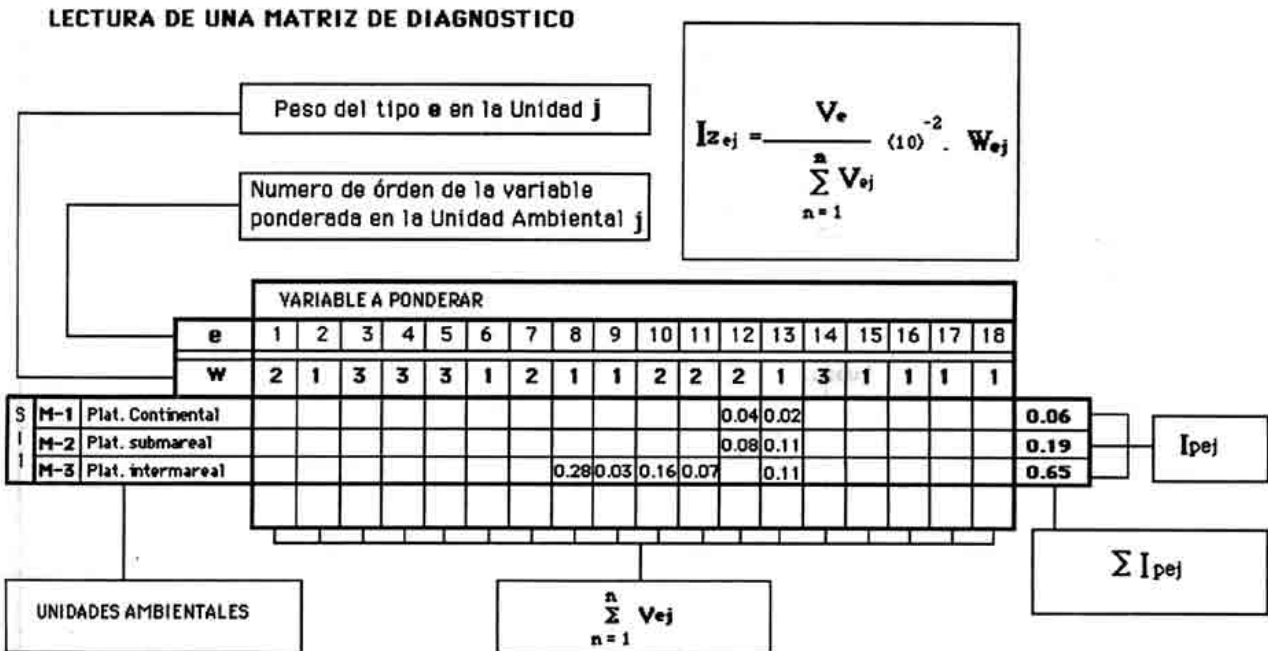 LECTURA DE UNA MATRIZ DE DIAGNOSTICO
Peso del tipo e en la Unidad j
Numero de órden de la variable
ponderada en la Unidad Ambiental j
Iz ej = Ve / n Σ n = 1 Vej (10) -2 . Wej
VARIABLE A PONDERAR
e 1 2 3 4 5 6 7 8 9 10 11 12 13 14 15 16 17 18
W 2 1 3 3 3 1 2 1 1 2 2 2 1 3 1 1 1 1
M-1 Plat. Continental 0.04 0.02 0.06
M-2 Plat. submareal 0.08 0.11 0.19
M-3 Plat. intermareal 0.28 0.03 0.16 0.07 0.11 0.65
Ipej
Σ Ipej
UNIDADES AMBIENTALES
n
Σ Vej
n = 1